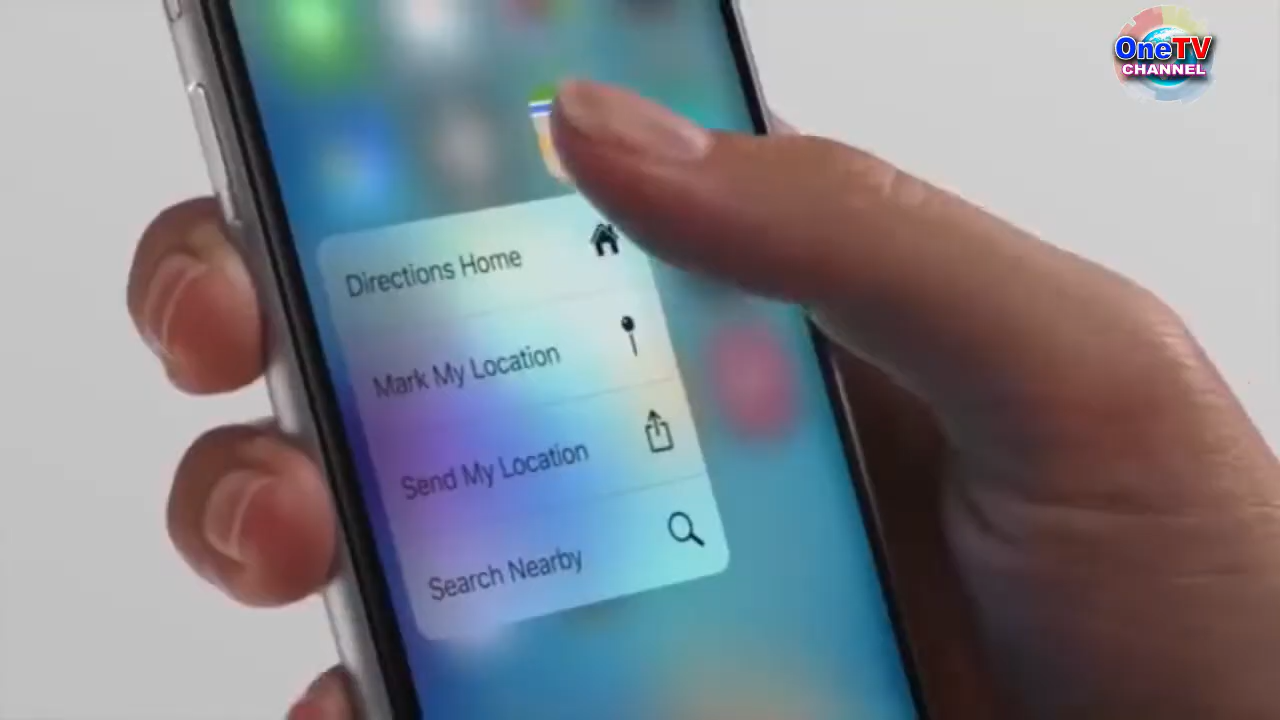 OneTV
CHANNEL
Directions Home
Mark My Location
Send My Location
Search Nearby